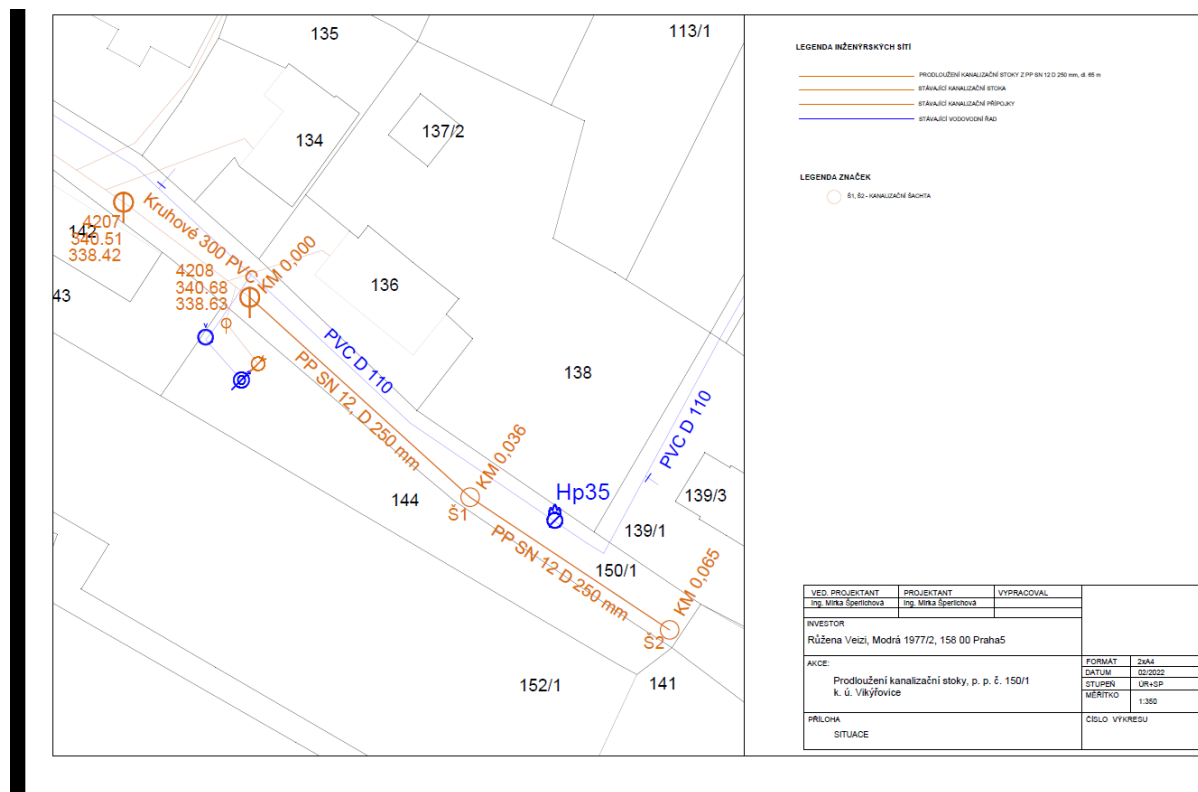 135
113/1
134
137/2
4207
142
340.51
338.42
Kruhové 300 PVC
KM 0,000
4208
340.68
338.63
43
136
PVC D 110
PP SN 12, D 250 mm
138
PVC D 110
KM 0,036
144
Š1
Hp35
139/3
139/1
PP SN 12 D 250 mm
150/1
KM 0,065
Š2
152/1
141
LEGENDA INŽENÝRSKÝCH SÍTÍ
PRODLOUŽENÍ KANALIZAČNÍ STOKY Z PP SN 12 D 250 mm, dl. 65 m
STÁVAJÍCÍ KANALIZAČNÍ STOKA
STÁVAJÍCÍ KANALIZAČNÍ PŘÍPOJKY
STÁVAJÍCÍ VODOVODNÍ ŘAD
LEGENDA ZNAČEK
Š1, Š2 - KANALIZAČNÍ ŠACHTA
VED. PROJEKTANT PROJEKTANT VYPRACOVAL
Ing. Mirka Šperlichová Ing. Mirka Šperlichová
INVESTOR
Růžena Veizi, Modrá 1977/2, 158 00 Praha5
AKCE:
Prodloužení kanalizační stoky, p. p. č. 150/1
k. ú. Vikýřovice
FORMÁT 2xA4
DATUM 02/2022
STUPEŇ ÚR+SP
MĚŘÍTKO 1:350
PŘÍLOHA
SITUACE
ČÍSLO VÝKRESU